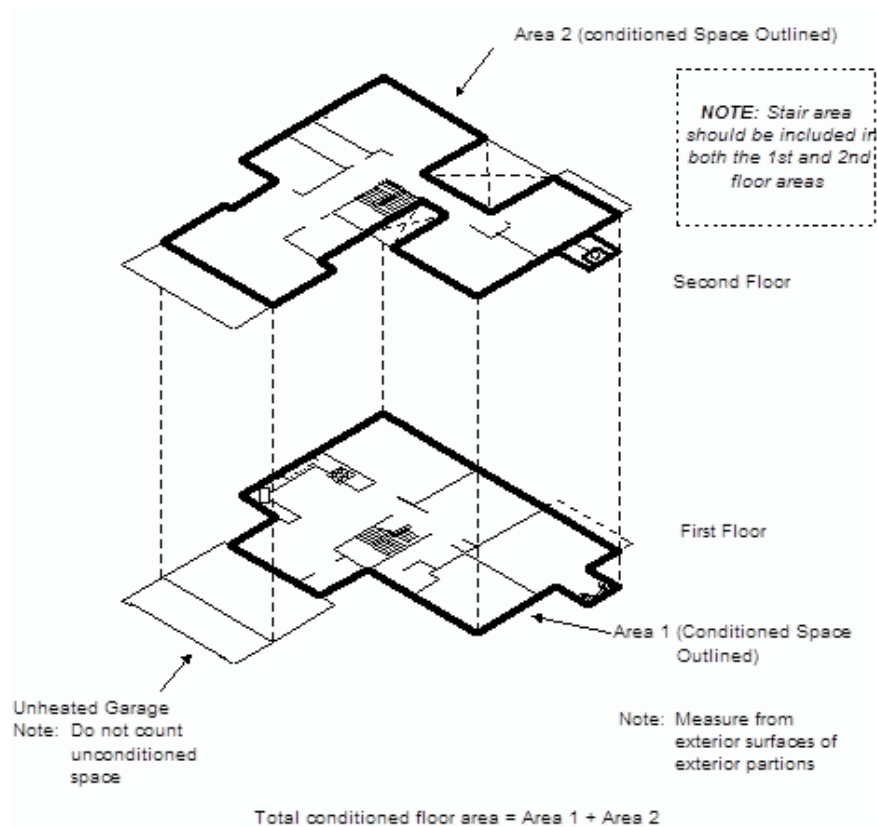 Area 2 (conditioned Space Outlined)
NOTE: Stair area
should be included in
both the 1st and 2nd
floor areas
Second Floor
First Floor
Area 1 (Conditioned Space
Outlined)
Unheated Garage
Note: Do not count
unconditioned
space
Note: Measure from
exterior surfaces of
exterior partions
Total conditioned floor area = Area 1 + Area 2